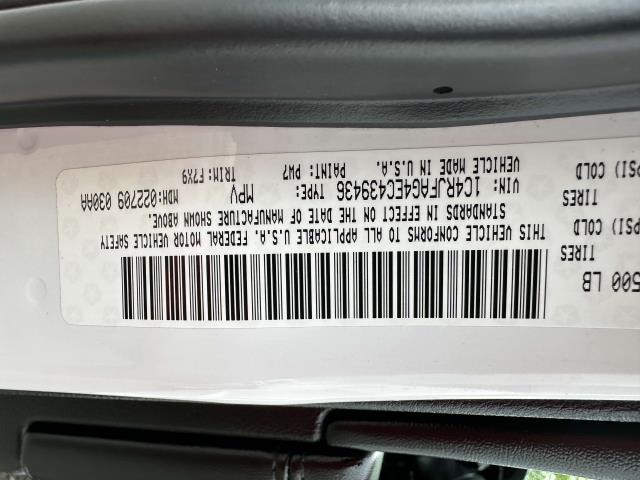 500 LB
TIRES
PSI) COLD
TIRES
PSI) COLD
THIS VEHICLE CONFORMS TO ALL APPLICABLE U.S.A. FEDERAL MOTOR VEHICLE SAFETY
STANDARDS IN EFFECT ON THE DATE OF MANUFACTURE SHOWN ABOVE.
VIN: 1C4RJFAG4EC439436 TYPE: MPV MDH:022709 030AA
VEHICLE MADE IN U.S.A. PAINT: PW7 TRIM:F7X9